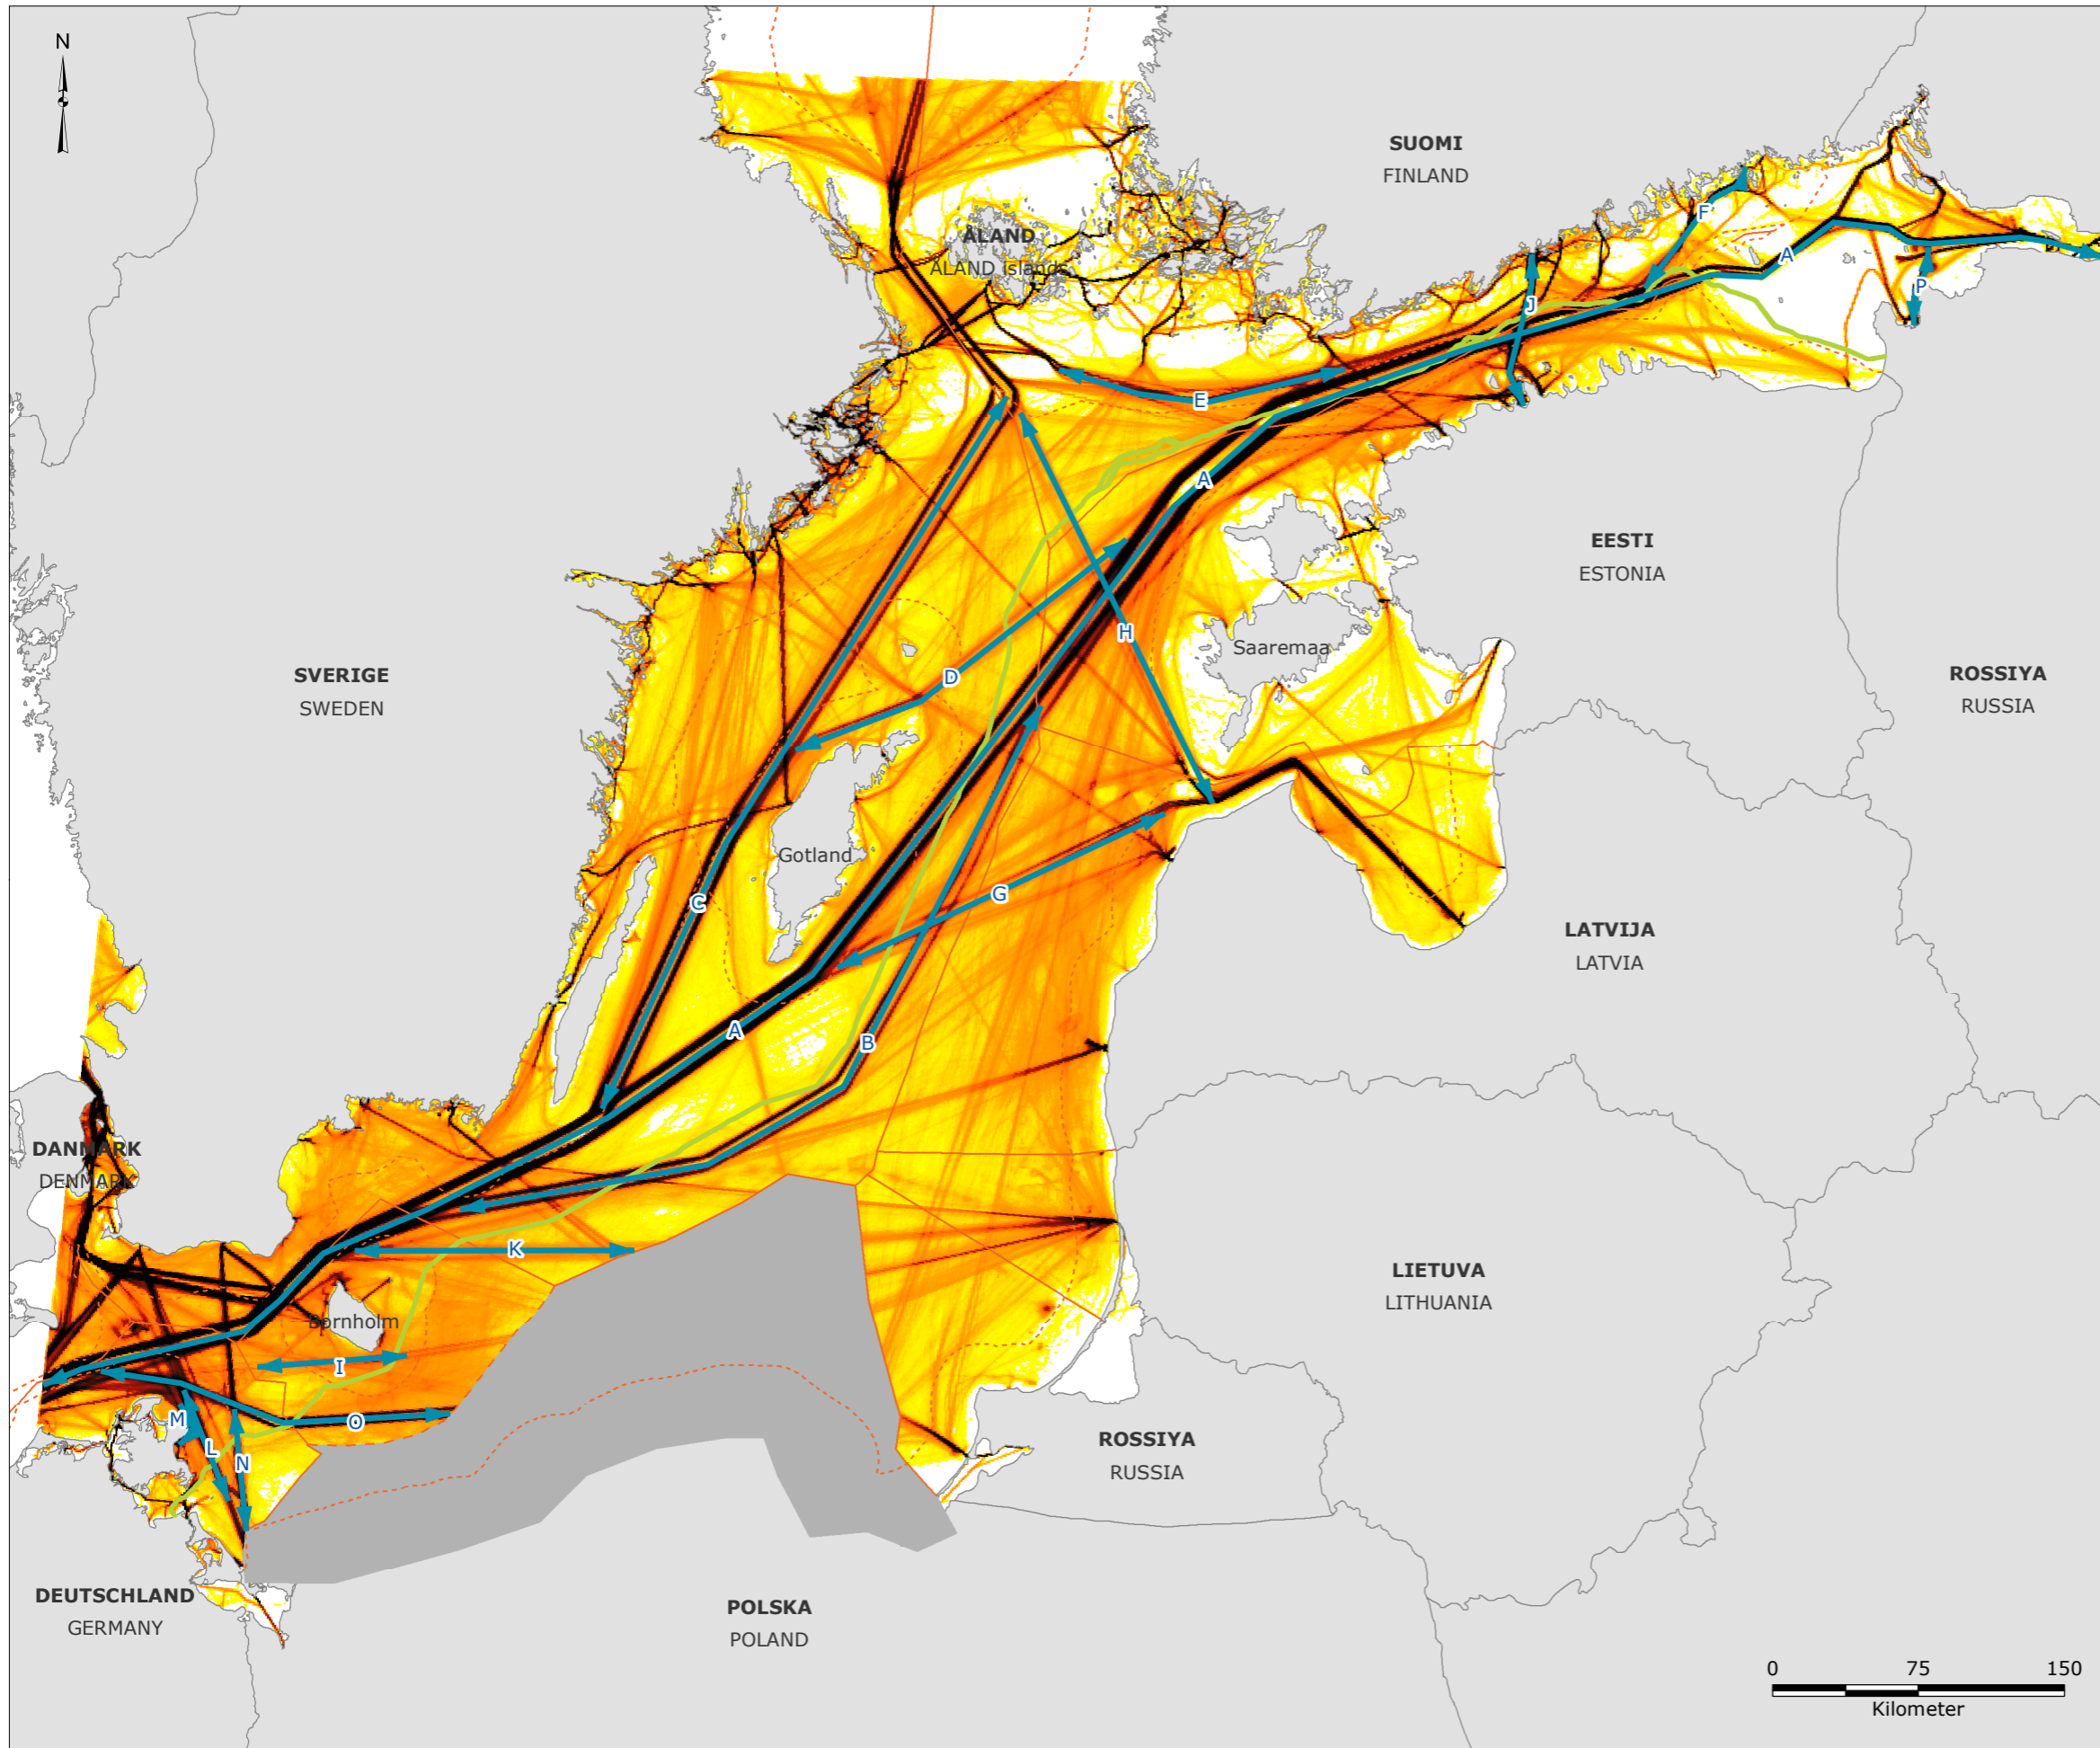 N
SUOMI
FINLAND
F
ÅLAND
ÅLAND islands
A
P
J
E
A
EESTI
ESTONIA
H
Saaremaa
SVERIGE
SWEDEN
D
ROSSIYA
RUSSIA
Gotland
C
G
LATVIJA
LATVIA
A
B
DANMARK
DENMARK
K
LIETUVA
LITHUANIA
Bornholm
I
M
O
L
N
ROSSIYA
RUSSIA
DEUTSCHLAND
GERMANY
POLSKA
POLAND
0 75 150
Kilometer